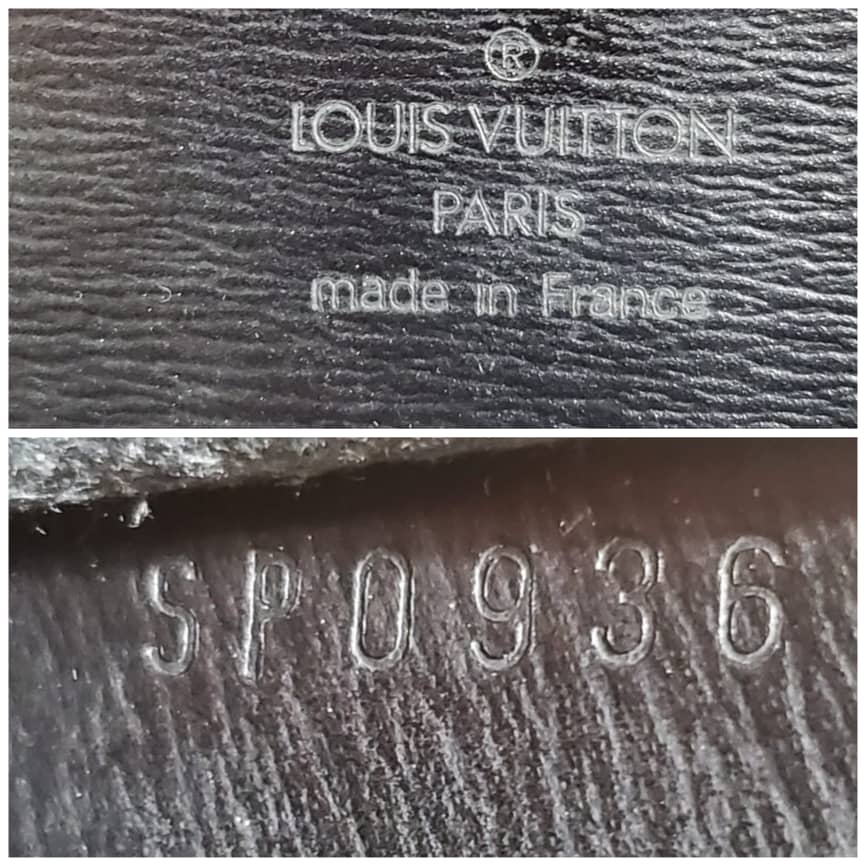 ®
LOUIS VUITTON
PARIS
made in France
SP0936